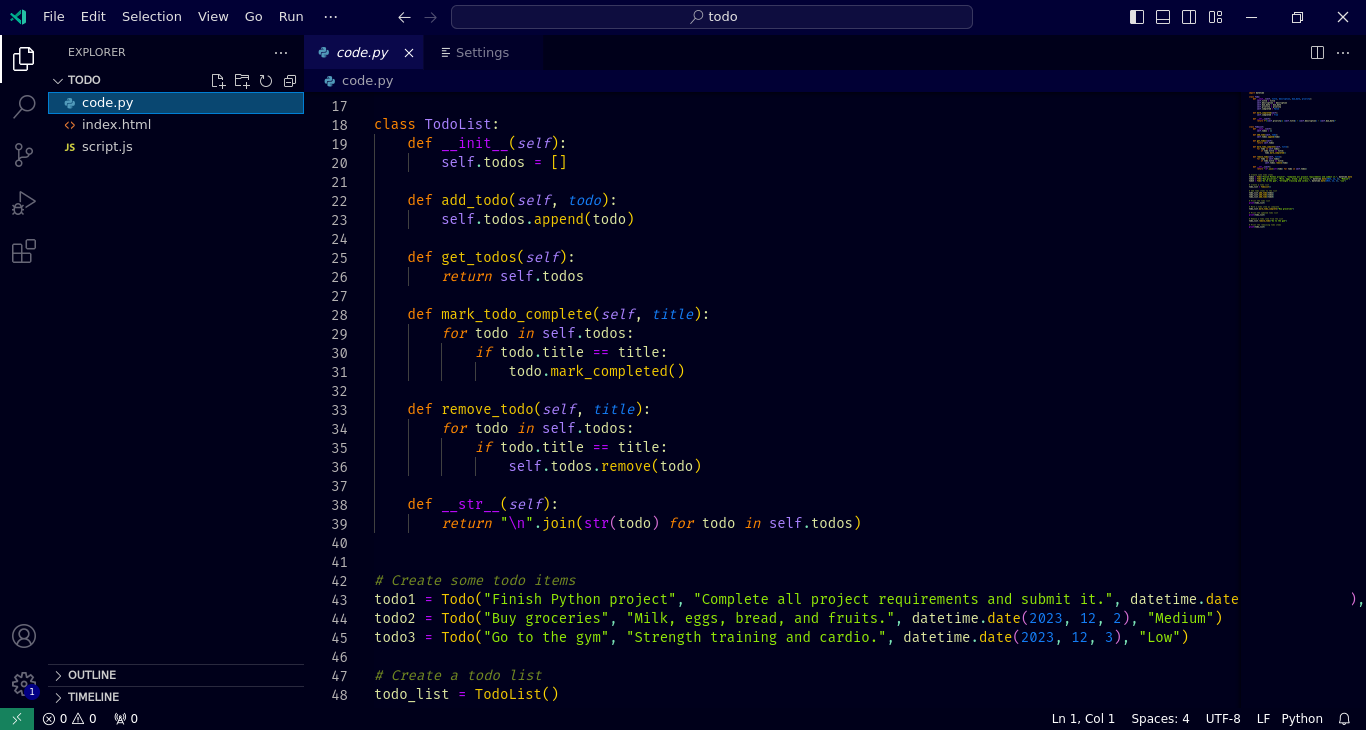 File Edit Selection View Go Run ··· todo
EXPLORER
TODO
code.py
index.html
JS script.js
OUTLINE
TIMELINE
code.py Settings
code.py
17
18 class TodoList:
19 def __init__(self):
20 self.todos = []
21
22 def add_todo(self, todo):
23 self.todos.append(todo)
24
25 def get_todos(self):
26 return self.todos
27
28 def mark_todo_complete(self, title):
29 for todo in self.todos:
30 if todo.title == title:
31 todo.mark_completed()
32
33 def remove_todo(self, title):
34 for todo in self.todos:
35 if todo.title == title:
36 self.todos.remove(todo)
37
38 def __str__(self):
39 return "\n".join(str(todo) for todo in self.todos)
40
41
42 # Create some todo items
43 todo1 = Todo("Finish Python project", "Complete all project requirements and submit it.", datetime.date ),
44 todo2 = Todo("Buy groceries", "Milk, eggs, bread, and fruits.", datetime.date(2023, 12, 2), "Medium")
45 todo3 = Todo("Go to the gym", "Strength training and cardio.", datetime.date(2023, 12, 3), "Low")
46
47 # Create a todo list
48 todo_list = TodoList()
1
0 0 0 Ln 1, Col 1 Spaces: 4 UTF-8 LF Python